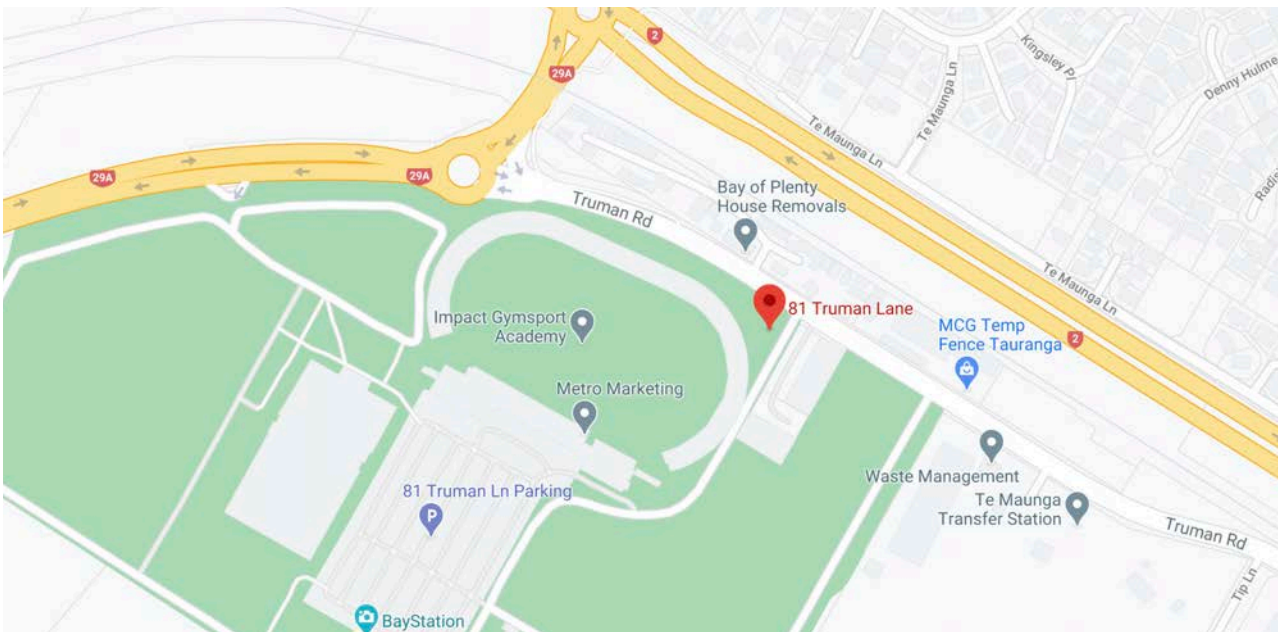 2
29A
Kingsley Pl
Denny Hulme
Te Maunga Ln
Te Maunga Ln
29A
29A
Bay of Plenty
House Removals
Truman Rd
81 Truman Lane
Te Maunga Ln
Impact Gymsport
Academy
MCG Temp
Fence Tauranga
2
Metro Marketing
Waste Management
81 Truman Ln Parking
P
Te Maunga
Transfer Station
Truman Rd
Tip Ln
BayStation